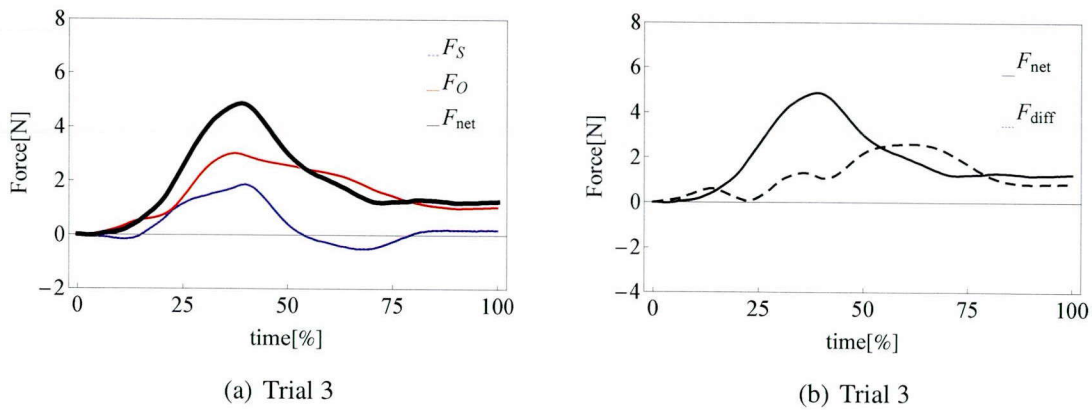 8
6
4
2
0
−2
0 25 50 75 100
Force[N]
time[%]
F_S
F_O
F_net
(a) Trial 3
8
6
4
2
0
−2
−4
0 25 50 75 100
Force[N]
time[%]
F_net
F_diff
(b) Trial 3